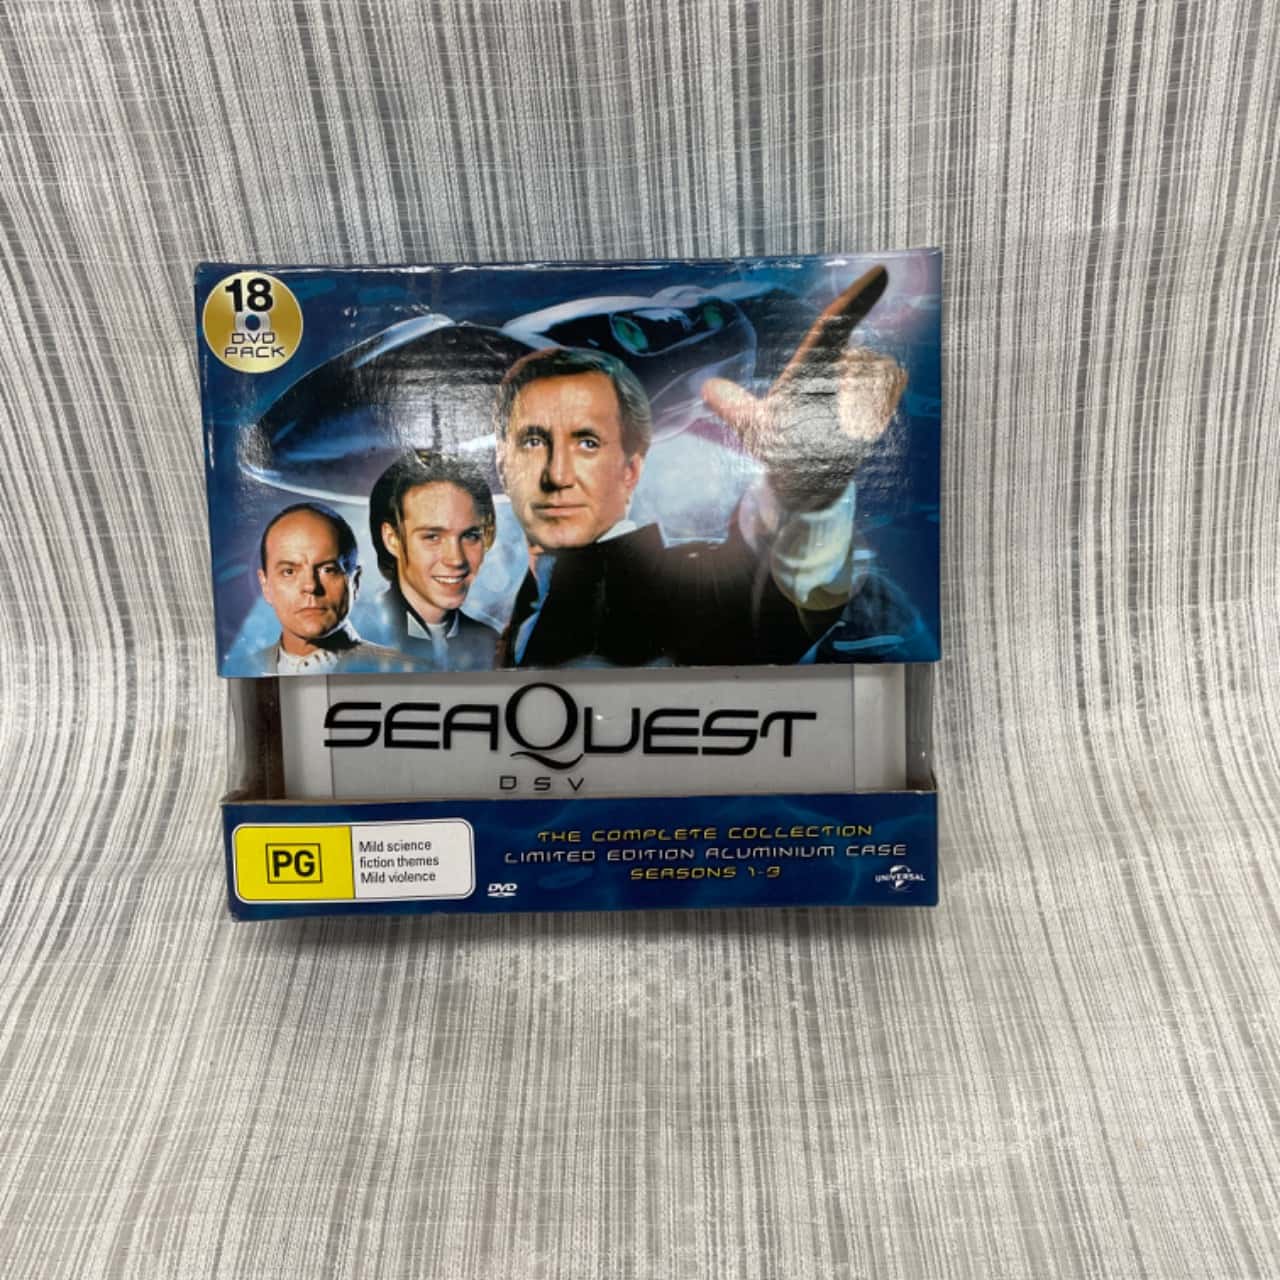 18
DVD
PACK
SEAQUEST
DSV
PG
Mild science
fiction themes
Mild violence
DVD
THE COMPLETE COLLECTION
LIMITED EDITION ALUMINIUM CASE
SEASONS 1-3
UNIVERSAL